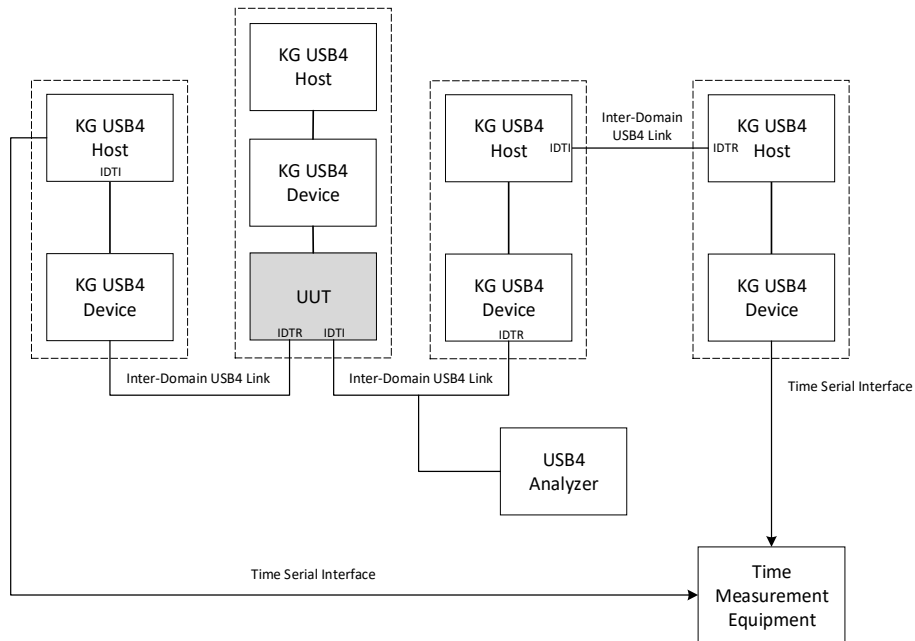 KG USB4
Host
IDTI
KG USB4
Device
KG USB4
Host
KG USB4
Device
UUT
IDTR
IDTI
KG USB4
Host
IDTI
KG USB4
Device
IDTR
Inter-Domain
USB4 Link
KG USB4
Host
IDTR
KG USB4
Device
Inter-Domain USB4 Link
Inter-Domain USB4 Link
Time Serial Interface
USB4
Analyzer
Time Serial Interface
Time
Measurement
Equipment